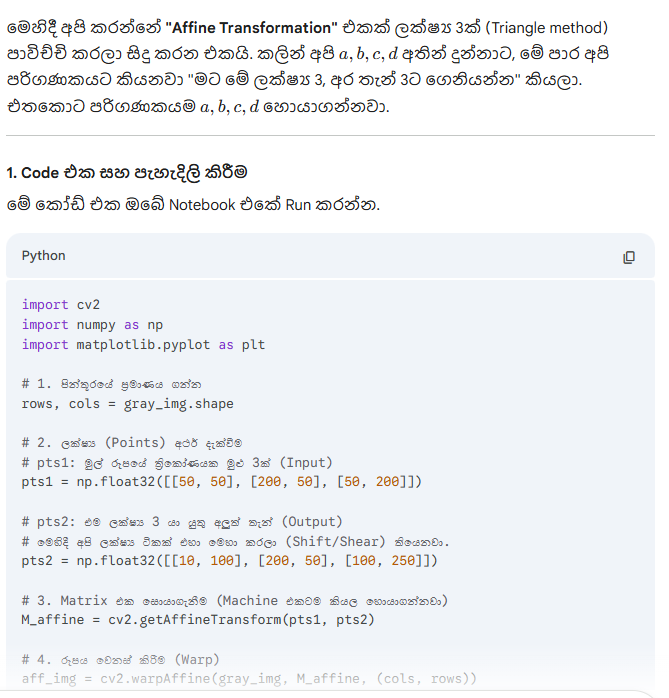 මෙහිදී අපි කරන්නේ "Affine Transformation" එකක් ලක්ෂ්‍ය 3ක් (Triangle method)
පාවිච්චි කරලා සිදු කරන එකයි. කලින් අපි a, b, c, d අතින් දුන්නාට, මේ පාර අපි
පරිගණකයට කියනවා "මට මේ ලක්ෂ්‍ය 3, අර තැන් 3ට ගෙනියන්න" කියලා.
එතකොට පරිගණකයම a, b, c, d හොයාගන්නවා.
1. Code එක සහ පැහැදිලි කිරීම
මේ කෝඩ් එක ඔබේ Notebook එකේ Run කරන්න.
Python
import cv2
import numpy as np
import matplotlib.pyplot as plt
# 1. පින්තූරයේ ප්‍රමාණය ගන්න
rows, cols = gray_img.shape
# 2. ලක්ෂ්‍ය (Points) අර්ථ දැක්වීම
# pts1: මුල් රූපයේ ත්‍රිකෝණයක මුළු 3ක් (Input)
pts1 = np.float32([[50, 50], [200, 50], [50, 200]])
# pts2: එම ලක්ෂ්‍ය 3 යා යුතු අලුත් තැන් (Output)
# මෙහිදී අපි ලක්ෂ්‍ය ටිකක් එහා මෙහා කරලා (Shift/Shear) තියෙනවා.
pts2 = np.float32([[10, 100], [200, 50], [100, 250]])
# 3. Matrix එක සොයාගැනීම (Machine එකටම කියල හොයාගන්නවා)
M_affine = cv2.getAffineTransform(pts1, pts2)
# 4. රූපය වෙනස් කිරීම (Warp)
aff_img = cv2.warpAffine(gray_img, M_affine, (cols, rows))